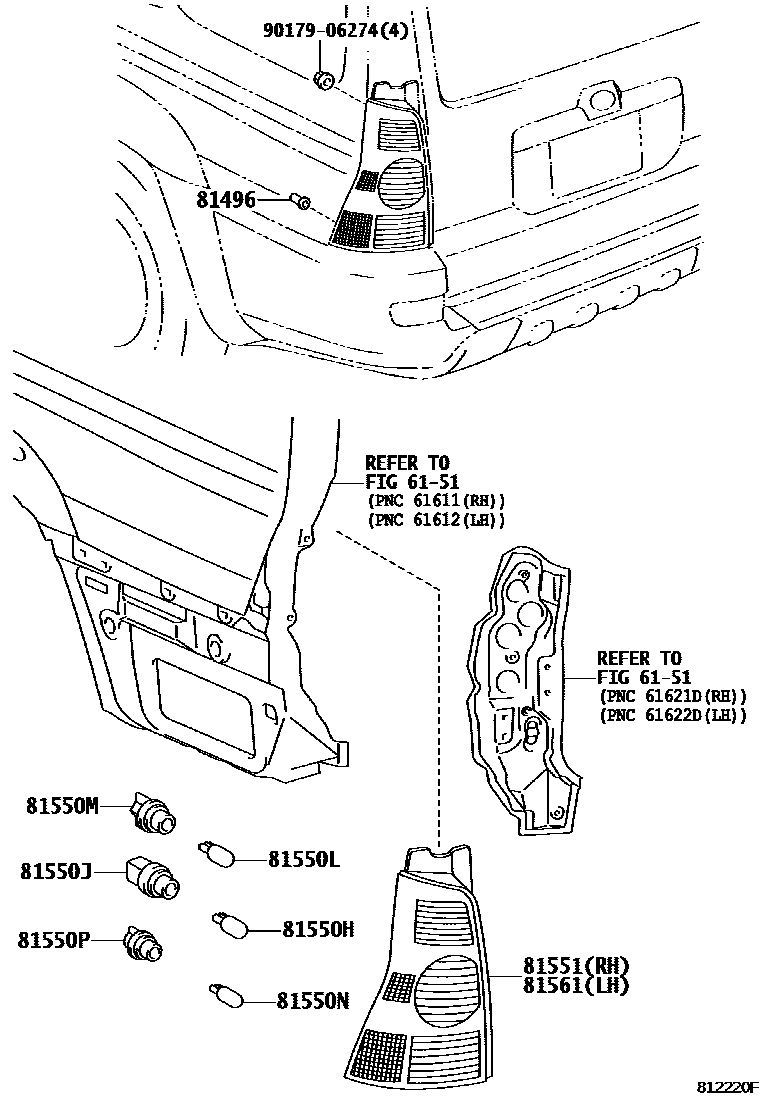 90179-06274(4)
81496
REFER TO
FIG 61-51
(PNC 61611(RH))
(PNC 61612(LH))
REFER TO
FIG 61-51
(PNC 61621D(RH))
(PNC 61622D(LH))
81550M
81550L
81550J
81550H
81550P
81551(RH)
81561(LH)
81550N
812220F